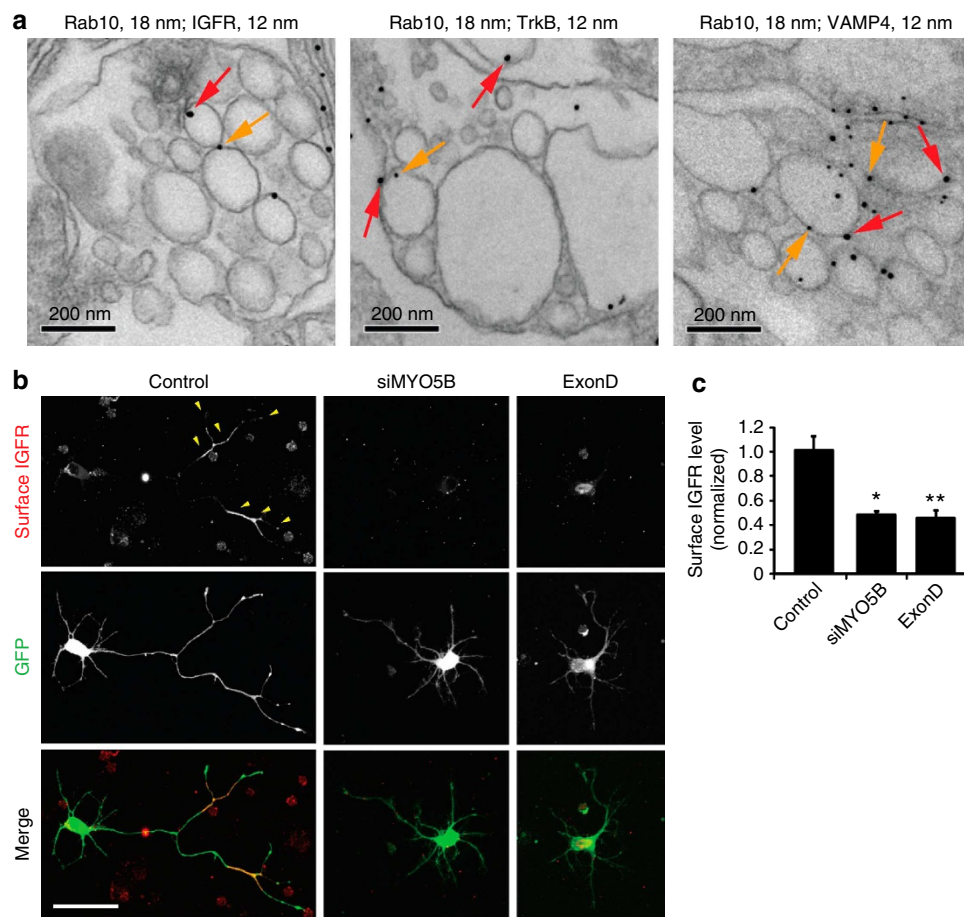 a
Rab10, 18 nm; IGFR, 12 nm
Rab10, 18 nm; TrkB, 12 nm
Rab10, 18 nm; VAMP4, 12 nm
200 nm
200 nm
200 nm
b
Control
siMYO5B
ExonD
Surface IGFR
GFP
Merge
c
Surface IGFR level
(normalized)
1.2
1.0
0.8
0.6
0.4
0.2
0
*
**
Control
siMYO5B
ExonD